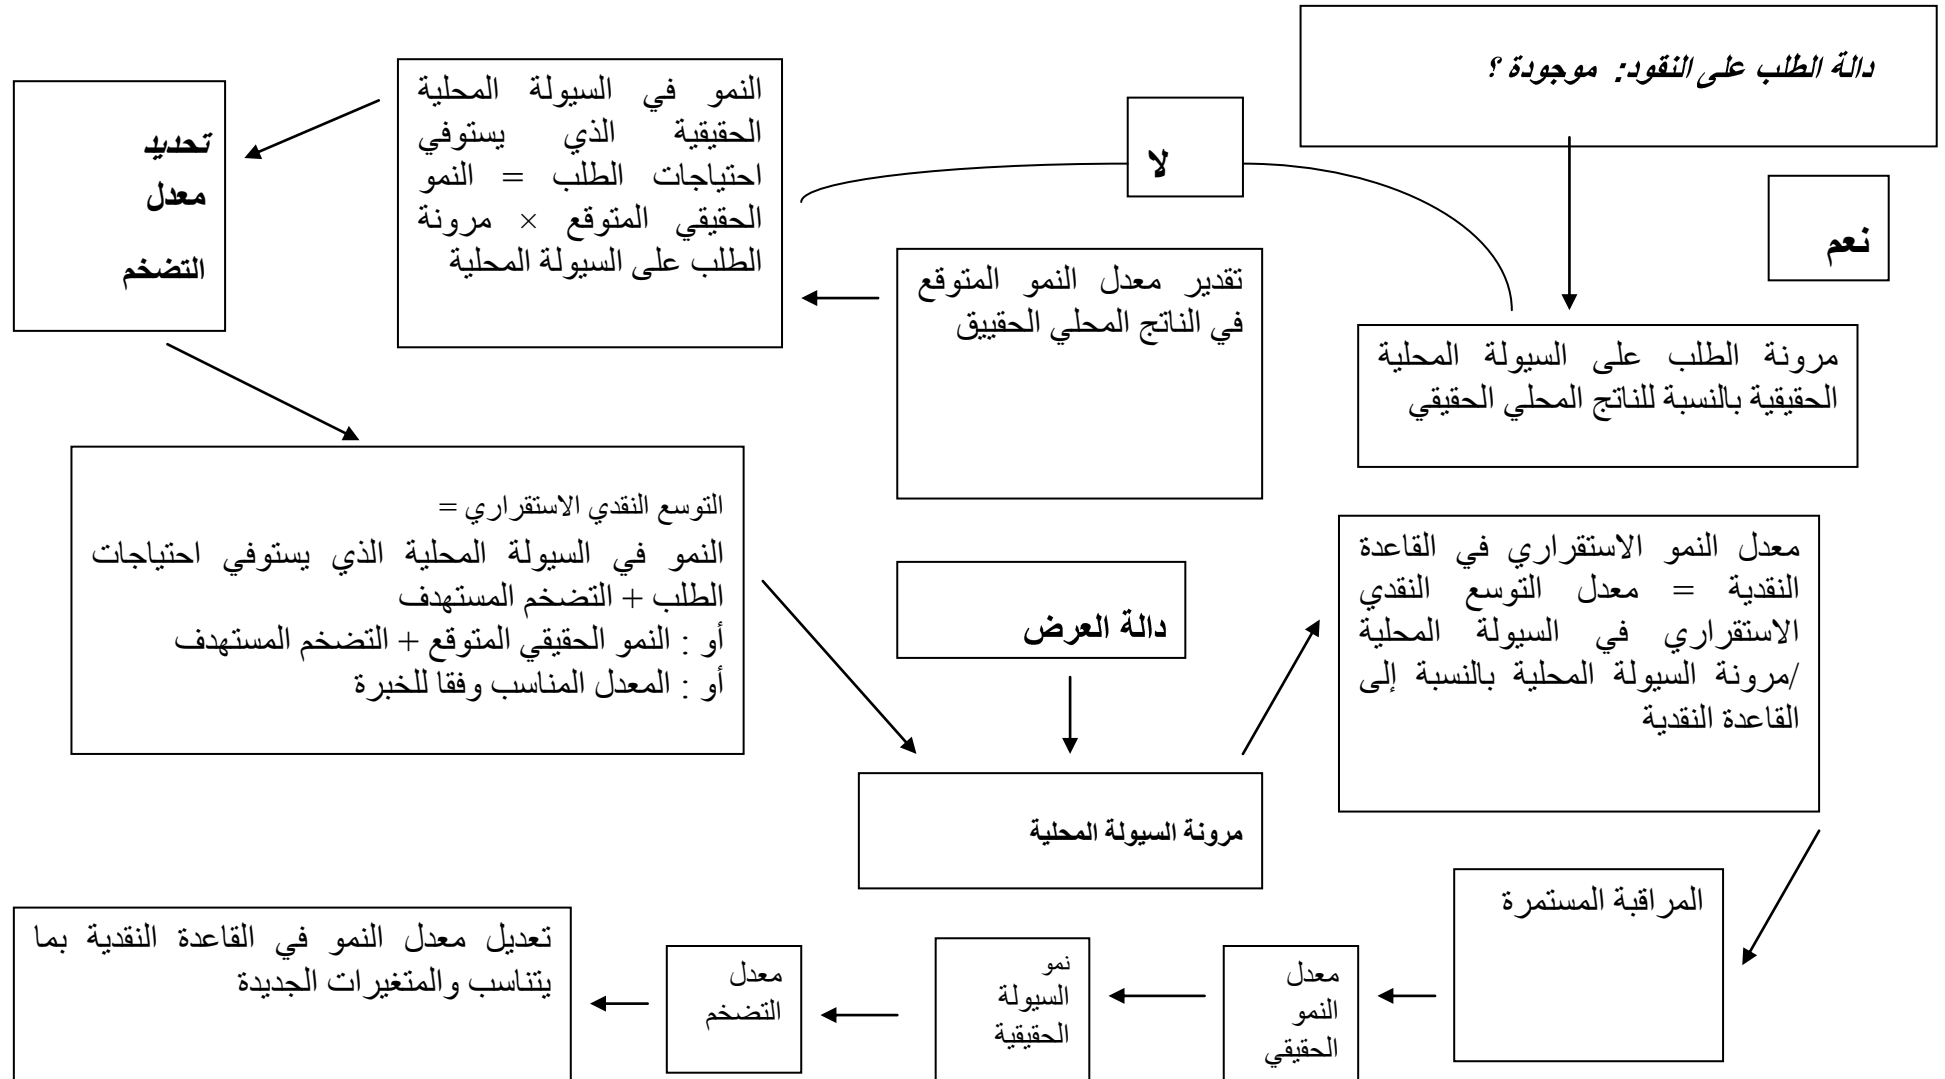 دالة الطلب على النقود: موجودة ؟
نعم
لا
مرونة الطلب على السيولة المحلية
الحقيقية بالنسبة للناتج المحلي الحقيقي
تقدير معدل النمو المتوقع
في الناتج المحلي الحقييق
النمو في السيولة المحلية
الحقيقية الذي يستوفي
احتياجات الطلب = النمو
الحقيقي المتوقع × مرونة
الطلب على السيولة المحلية
تحديد
معدل
التضخم
التوسع النقدي الاستقراري =
النمو في السيولة المحلية الذي يستوفي احتياجات
الطلب + التضخم المستهدف
أو : النمو الحقيقي المتوقع + التضخم المستهدف
أو : المعدل المناسب وفقا للخبرة
دالة العرض
مرونة السيولة المحلية
معدل النمو الاستقراري في القاعدة
النقدية = معدل التوسع النقدي
الاستقراري في السيولة المحلية
/مرونة السيولة المحلية بالنسبة إلى
القاعدة النقدية
المراقبة المستمرة
معدل
النمو
الحقيقي
نمو
السيولة
الحقيقية
معدل
التضخم
تعديل معدل النمو في القاعدة النقدية بما
يتناسب والمتغيرات الجديدة